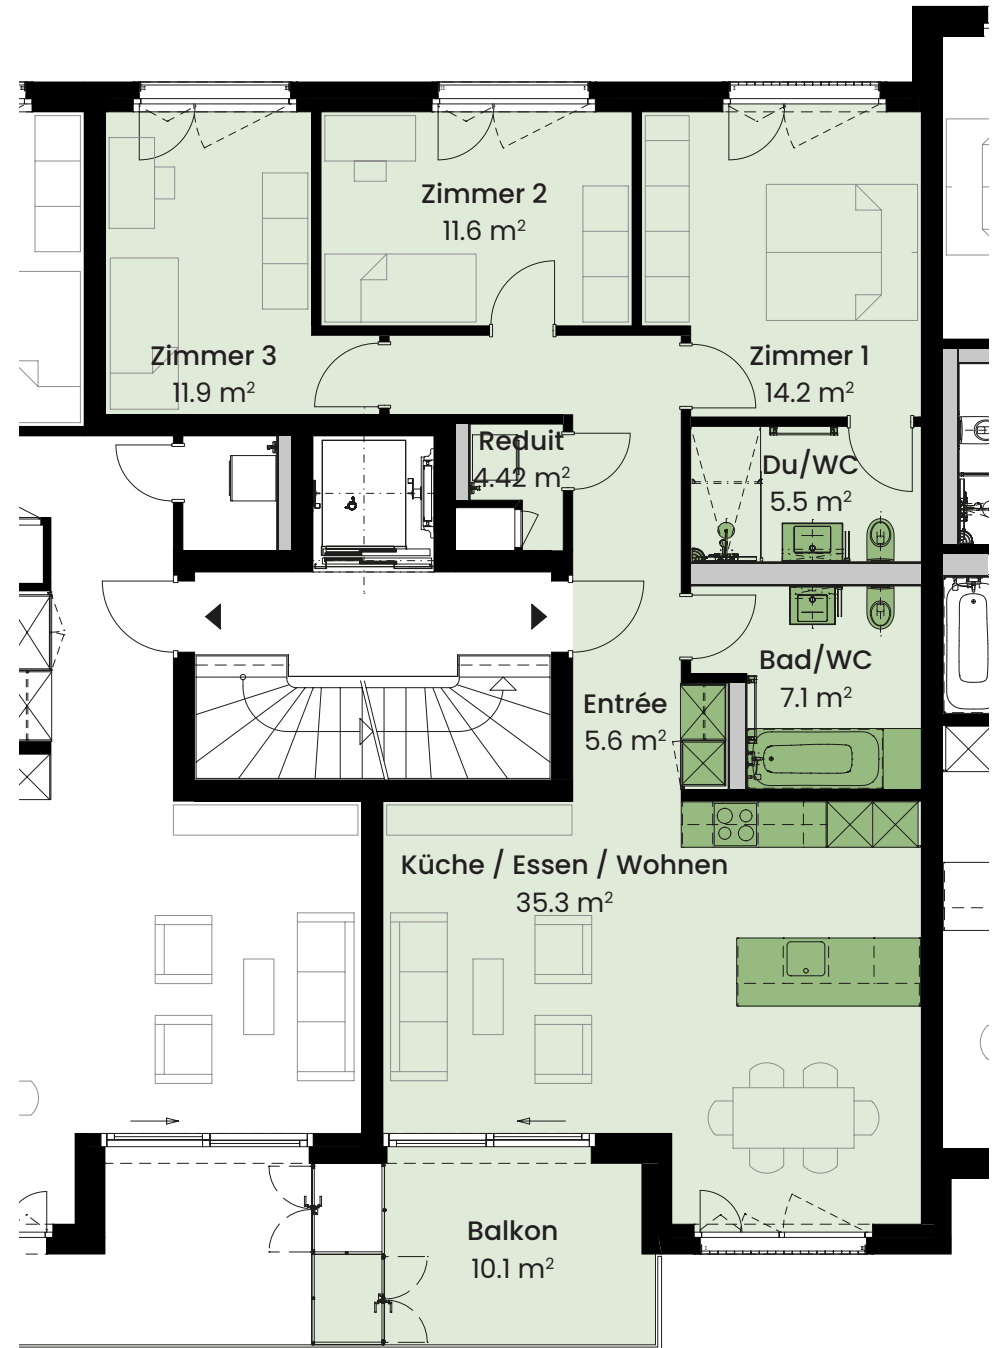 Zimmer 2
11.6 m²
Zimmer 3
11.9 m²
Zimmer 1
14.2 m²
Reduit
4.42 m²
Du/WC
5.5 m²
Bad/WC
7.1 m²
Entrée
5.6 m²
Küche / Essen / Wohnen
35.3 m²
Balkon
10.1 m²